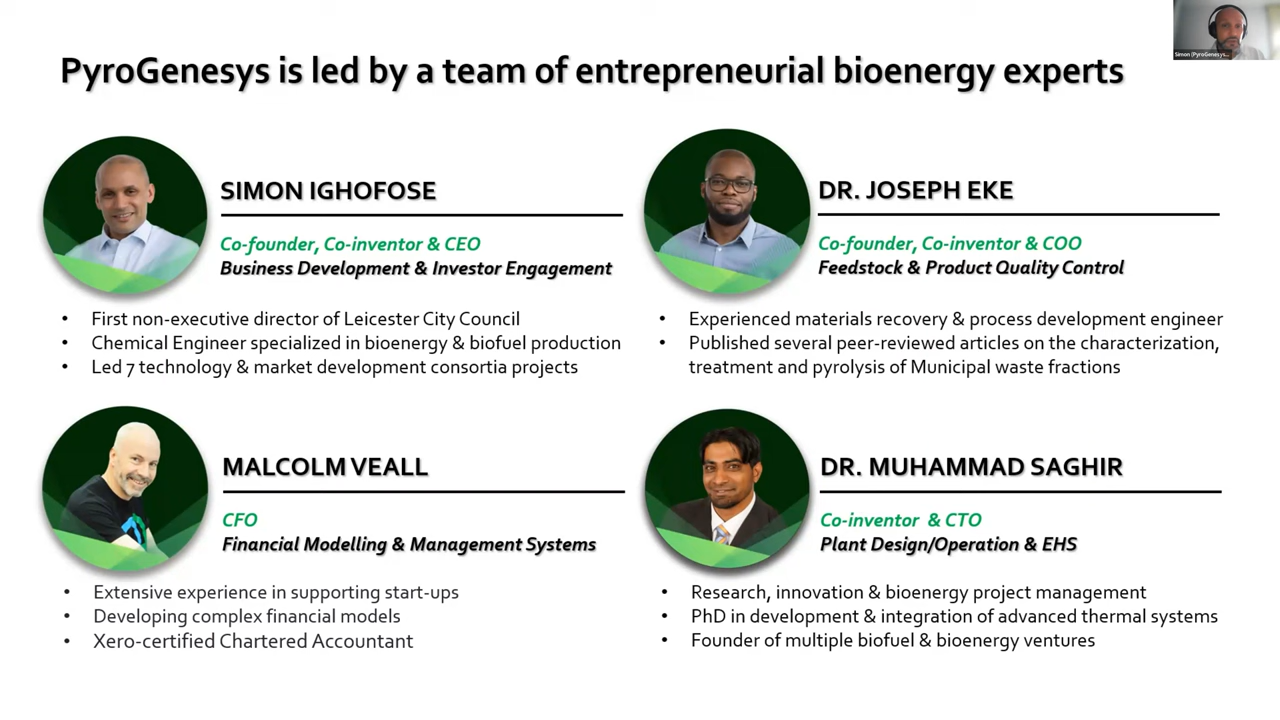 Simon (PyroGenesys...
PyroGenesys is led by a team of entrepreneurial bioenergy experts
SIMON IGHOFOSE
Co-founder, Co-inventor & CEO
Business Development & Investor Engagement
• First non-executive director of Leicester City Council
• Chemical Engineer specialized in bioenergy & biofuel production
• Led 7 technology & market development consortia projects
DR. JOSEPH EKE
Co-founder, Co-inventor & COO
Feedstock & Product Quality Control
• Experienced materials recovery & process development engineer
• Published several peer-reviewed articles on the characterization,
treatment and pyrolysis of Municipal waste fractions
MALCOLM VEALL
CFO
Financial Modelling & Management Systems
• Extensive experience in supporting start-ups
• Developing complex financial models
• Xero-certified Chartered Accountant
DR. MUHAMMAD SAGHIR
Co-inventor & CTO
Plant Design/Operation & EHS
• Research, innovation & bioenergy project management
• PhD in development & integration of advanced thermal systems
• Founder of multiple biofuel & bioenergy ventures